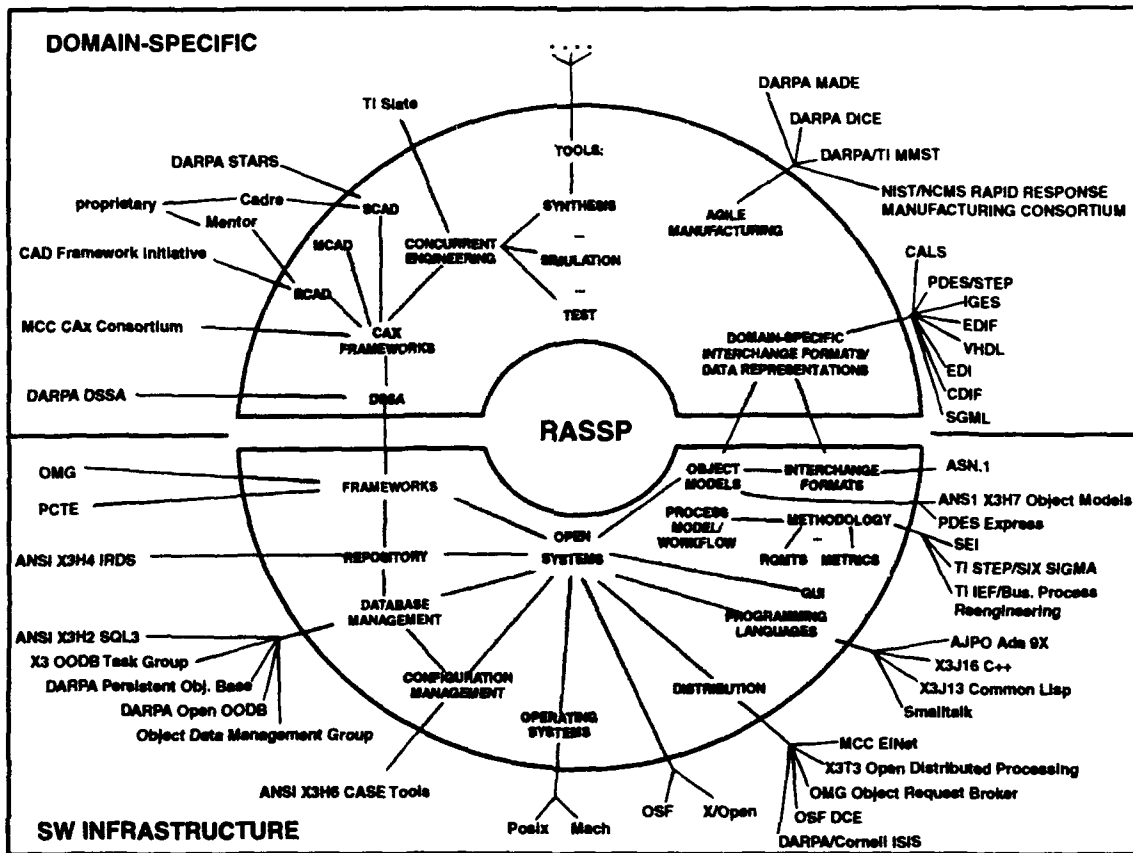 DOMAIN-SPECIFIC
. . . .
TI Slate
DARPA MADE
DARPA DICE
DARPA/TI MMST
NIST/NCMS RAPID RESPONSE
MANUFACTURING CONSORTIUM
TOOLS:
DARPA STARS
proprietary
Cadre
Mentor
SCAD
SYNTHESIS
AGILE
MANUFACTURING
MCAD
CONCURRENT
ENGINEERING
–
SIMULATION
–
TEST
CAD Framework Initiative
ECAD
CALS
PDES/STEP
IGES
EDIF
VHDL
EDI
CDIF
SGML
MCC CAx Consortium
CAX
FRAMEWORKS
DOMAIN-SPECIFIC
INTERCHANGE FORMATS/
DATA REPRESENTATIONS
DARPA DSSA
DSSA
RASSP
OMG
PCTE
FRAMEWORKS
OBJECT
MODELS
INTERCHANGE
FORMATS
ASN.1
ANS1 X3H7 Object Models
PDES Express
PROCESS
MODEL/
WORKFLOW
METHODOLOGY
–
RQMTS
METRICS
SEI
TI STEP/SIX SIGMA
TI IEF/Bus. Process
Reengineering
OPEN
SYSTEMS
ANSI X3H4 IRDS
REPOSITORY
GUI
DATABASE
MANAGEMENT
PROGRAMMING
LANGUAGES
ANSI X3H2 SQL3
X3 OODB Task Group
DARPA Persistent Obj. Base
DARPA Open OODB
Object Data Management Group
AJPO Ada 9X
X3J16 C++
X3J13 Common Lisp
Smalltalk
CONFIGURATION
MANAGEMENT
DISTRIBUTION
OPERATING
SYSTEMS
MCC EINet
X3T3 Open Distributed Processing
OMG Object Request Broker
OSF DCE
DARPA/Cornell ISIS
ANSI X3H6 CASE Tools
Posix
Mach
OSF
X/Open
SW INFRASTRUCTURE